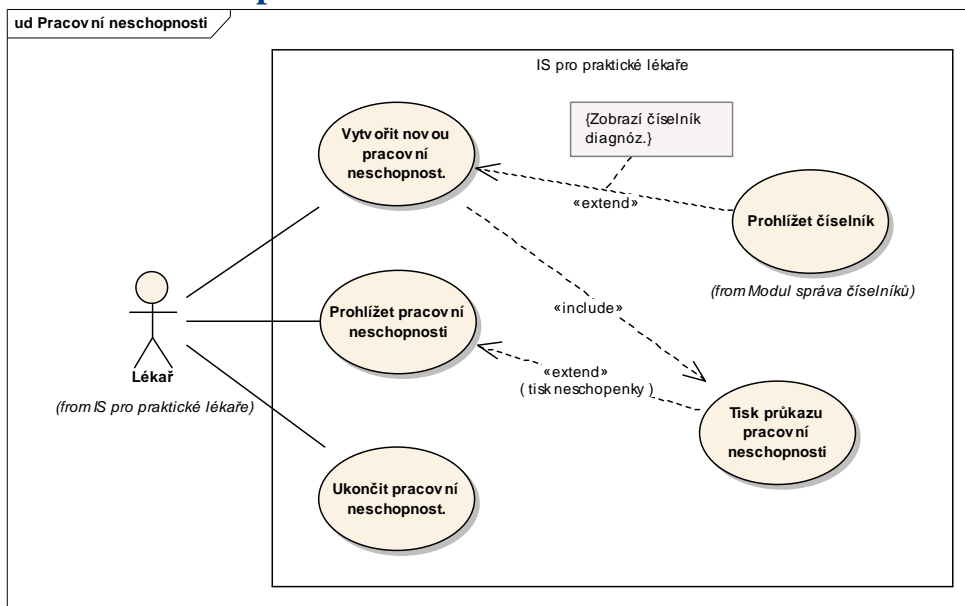 ud Pracovní neschopnosti
IS pro praktické lékaře
Vytvořit novou
pracovní
neschopnost.
{Zobrazí číselník
diagnóz.}
«extend»
Prohlížet číselník
(from Modul správa číselníků)
«include»
Prohlížet pracovní
neschopnosti
Lékař
(from IS pro praktické lékaře)
«extend»
( tisk neschopenky )
Tisk průkazu
pracovní
neschopnosti
Ukončit pracovní
neschopnost.